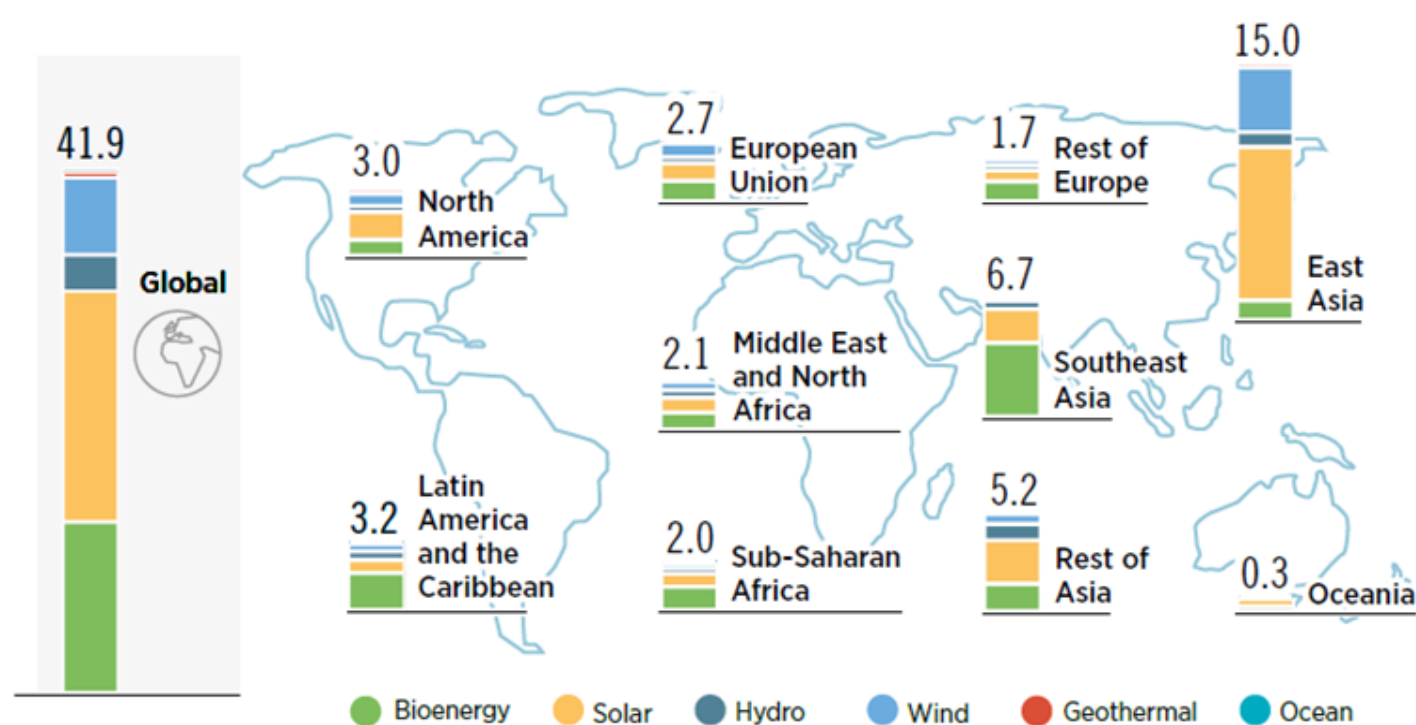 41.9
Global
3.0
North
America
3.2
Latin
America
and the
Caribbean
2.7
European
Union
2.1
Middle East
and North
Africa
2.0
Sub-Saharan
Africa
1.7
Rest of
Europe
6.7
Southeast
Asia
5.2
Rest of
Asia
15.0
East
Asia
0.3
Oceania
Bioenergy Solar Hydro Wind Geothermal Ocean